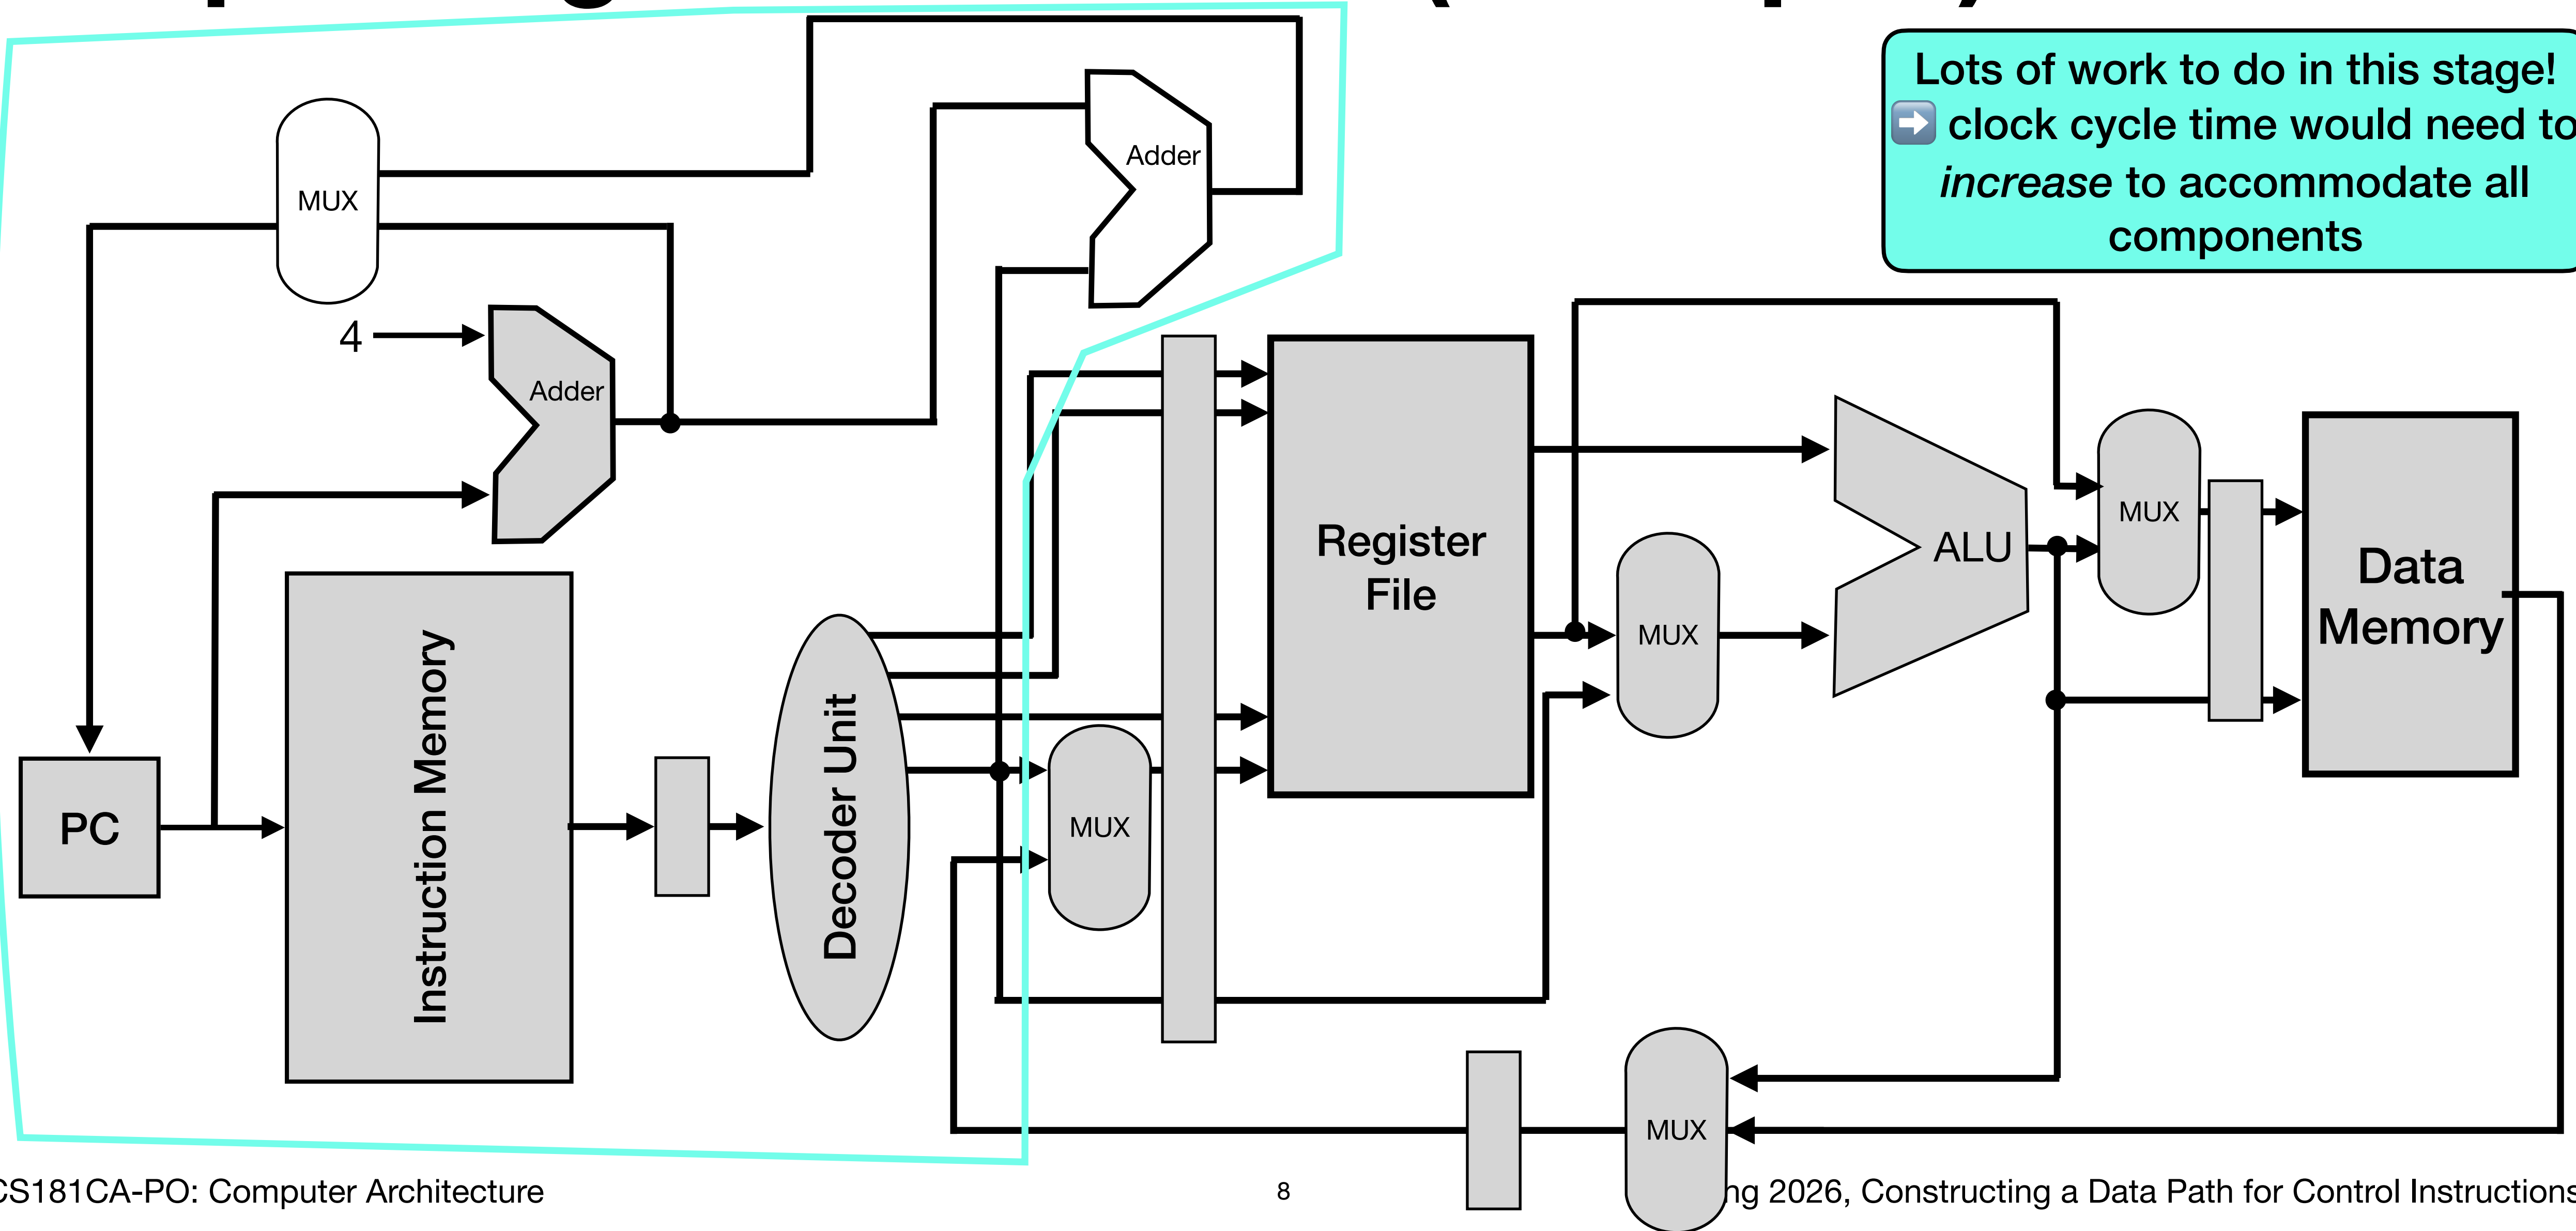 Lots of work to do in this stage!
➡️ clock cycle time would need to
increase to accommodate all
components
Adder
MUX
4
Adder
MUX
Register
File
ALU
Data
Memory
MUX
Instruction Memory
Decoder Unit
PC
MUX
MUX
CS181CA-PO: Computer Architecture
8
2026, Constructing a Data Path for Control Instructions